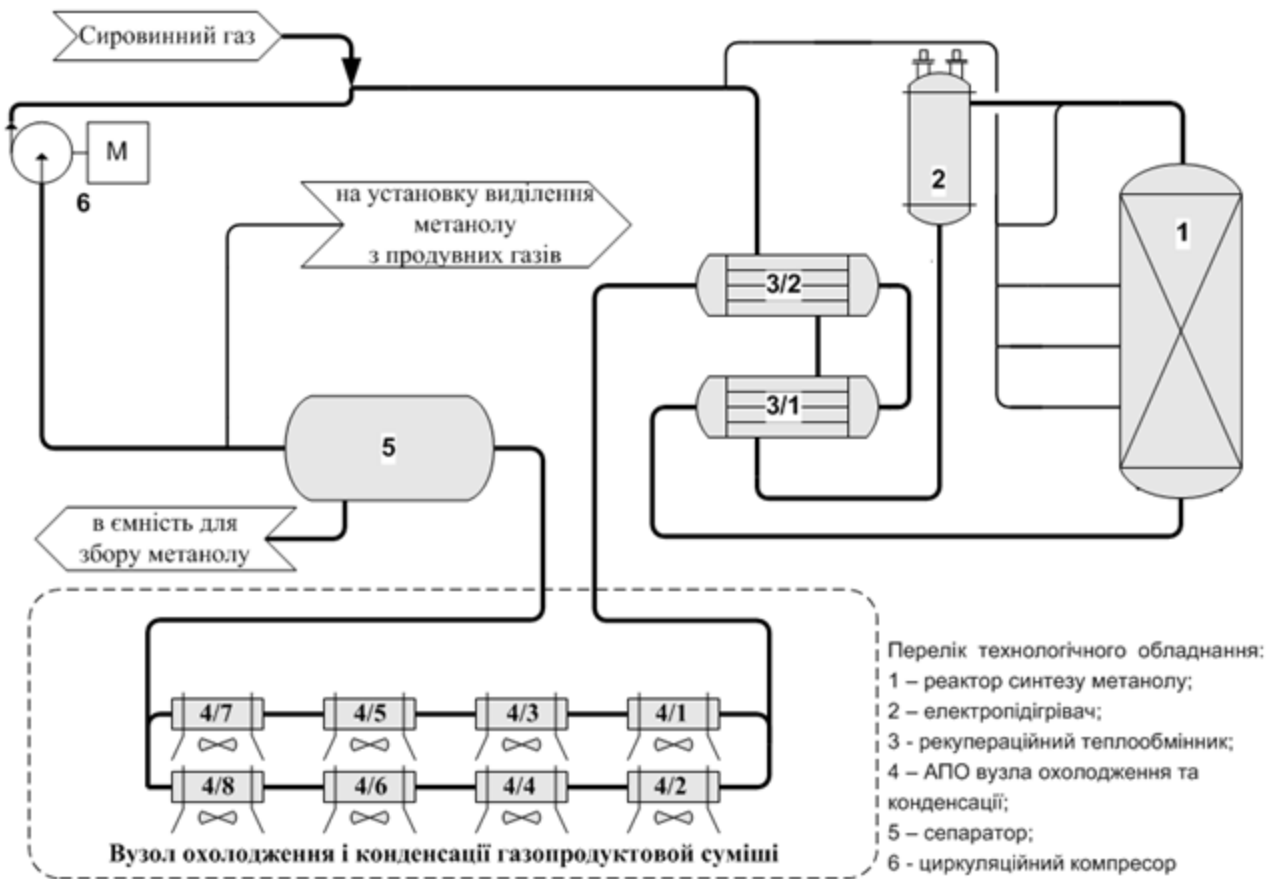 Сировинний газ
М
6
на установку виділення
метанолу
з продувних газів
2
1
3/2
3/1
5
в ємність для
збору метанолу
4/7
4/5
4/3
4/1
4/8
4/6
4/4
4/2
Вузол охолодження і конденсації газопродуктової суміші
Перелік технологічного обладнання:
1 – реактор синтезу метанолу;
2 – електропідігрівач;
3 - рекупераційний теплообмінник;
4 – АПО вузла охолодження та
конденсації;
5 – сепаратор;
6 - циркуляційний компресор